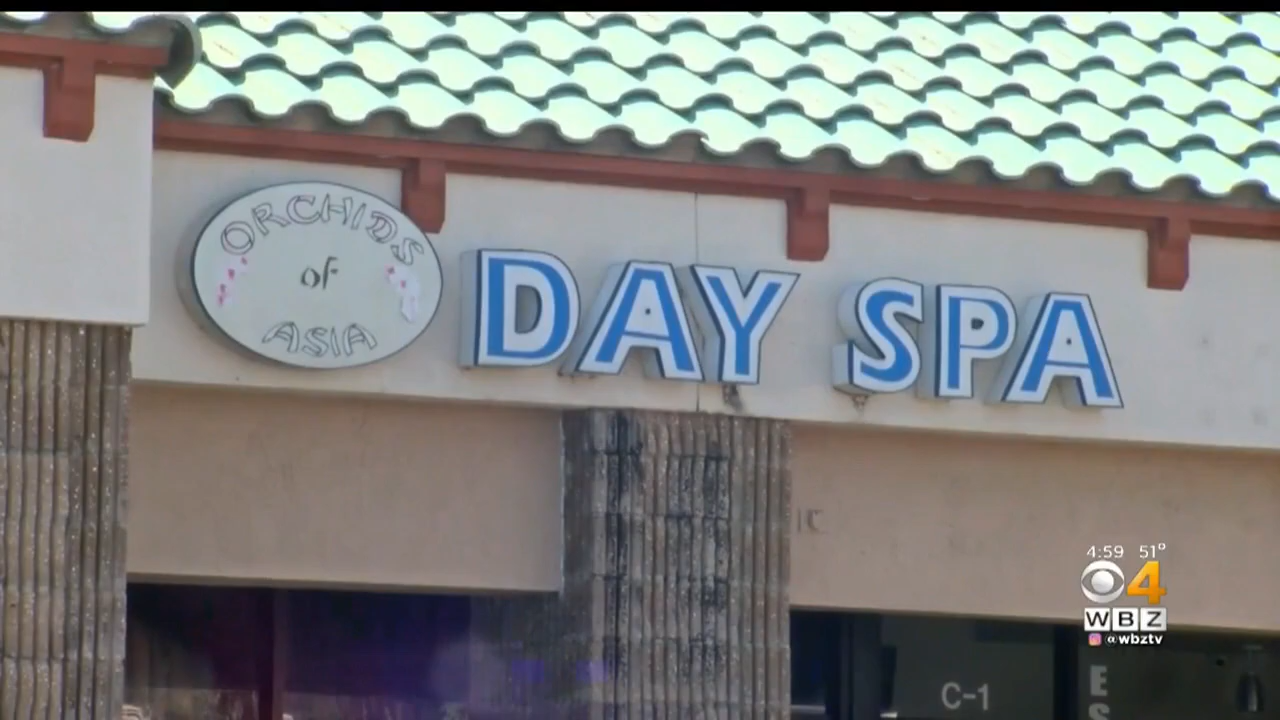 ORCHIDS
of
ASIA
DAY SPA
4:59 51°
4
WBZ
@wbztv
C-1
E
S